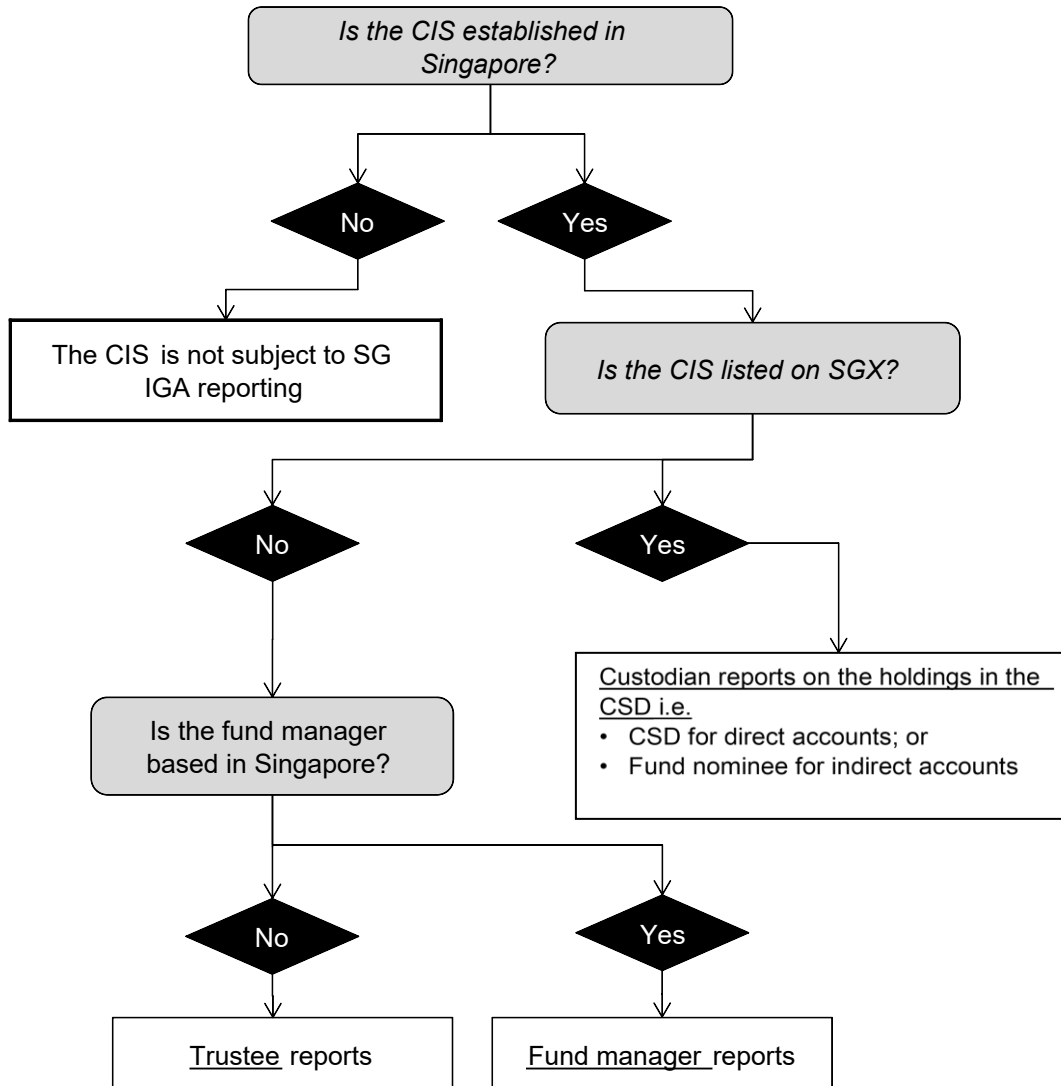 Is the CIS established in
Singapore?
No
Yes
The CIS is not subject to SG
IGA reporting
Is the CIS listed on SGX?
No
Yes
Custodian reports on the holdings in the
CSD i.e.
• CSD for direct accounts; or
• Fund nominee for indirect accounts
Is the fund manager
based in Singapore?
No
Yes
Trustee reports
Fund manager reports